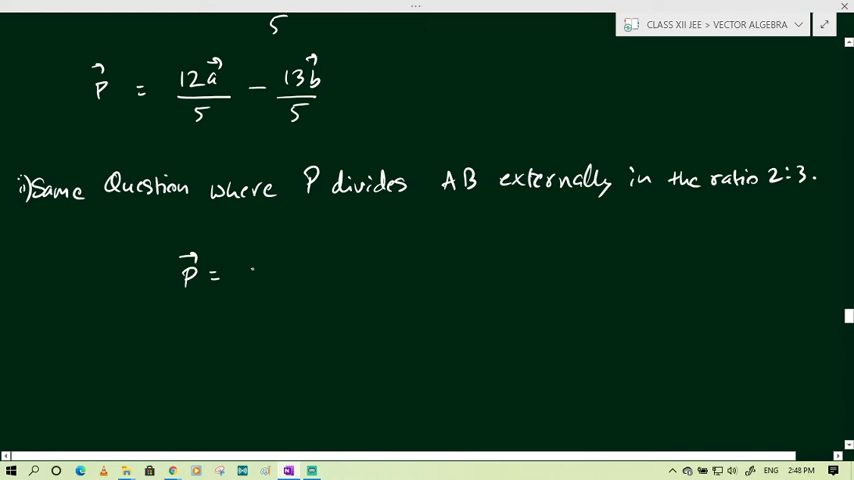 ...
CLASS XII JEE > VECTOR ALGEBRA
5
P⃗ = 12a⃗/5 - 13b⃗/5
ii) Same Question where P divides AB externally in the ratio 2:3.
P⃗ =
ENG 2:48 PM